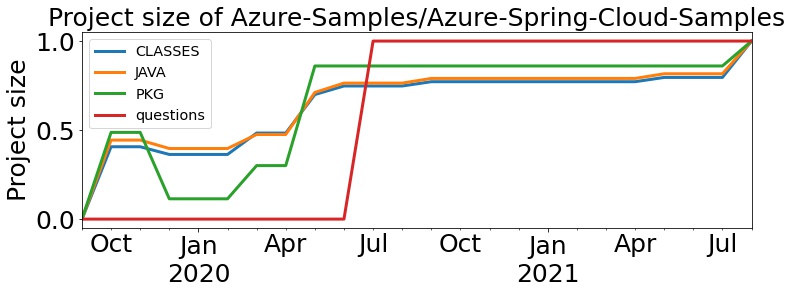 Project size of Azure-Samples/Azure-Spring-Cloud-Samples
Project size
1.0
0.5
0.0
CLASSES
JAVA
PKG
questions
Oct Jan Apr Jul Oct Jan Apr Jul
2020 2021